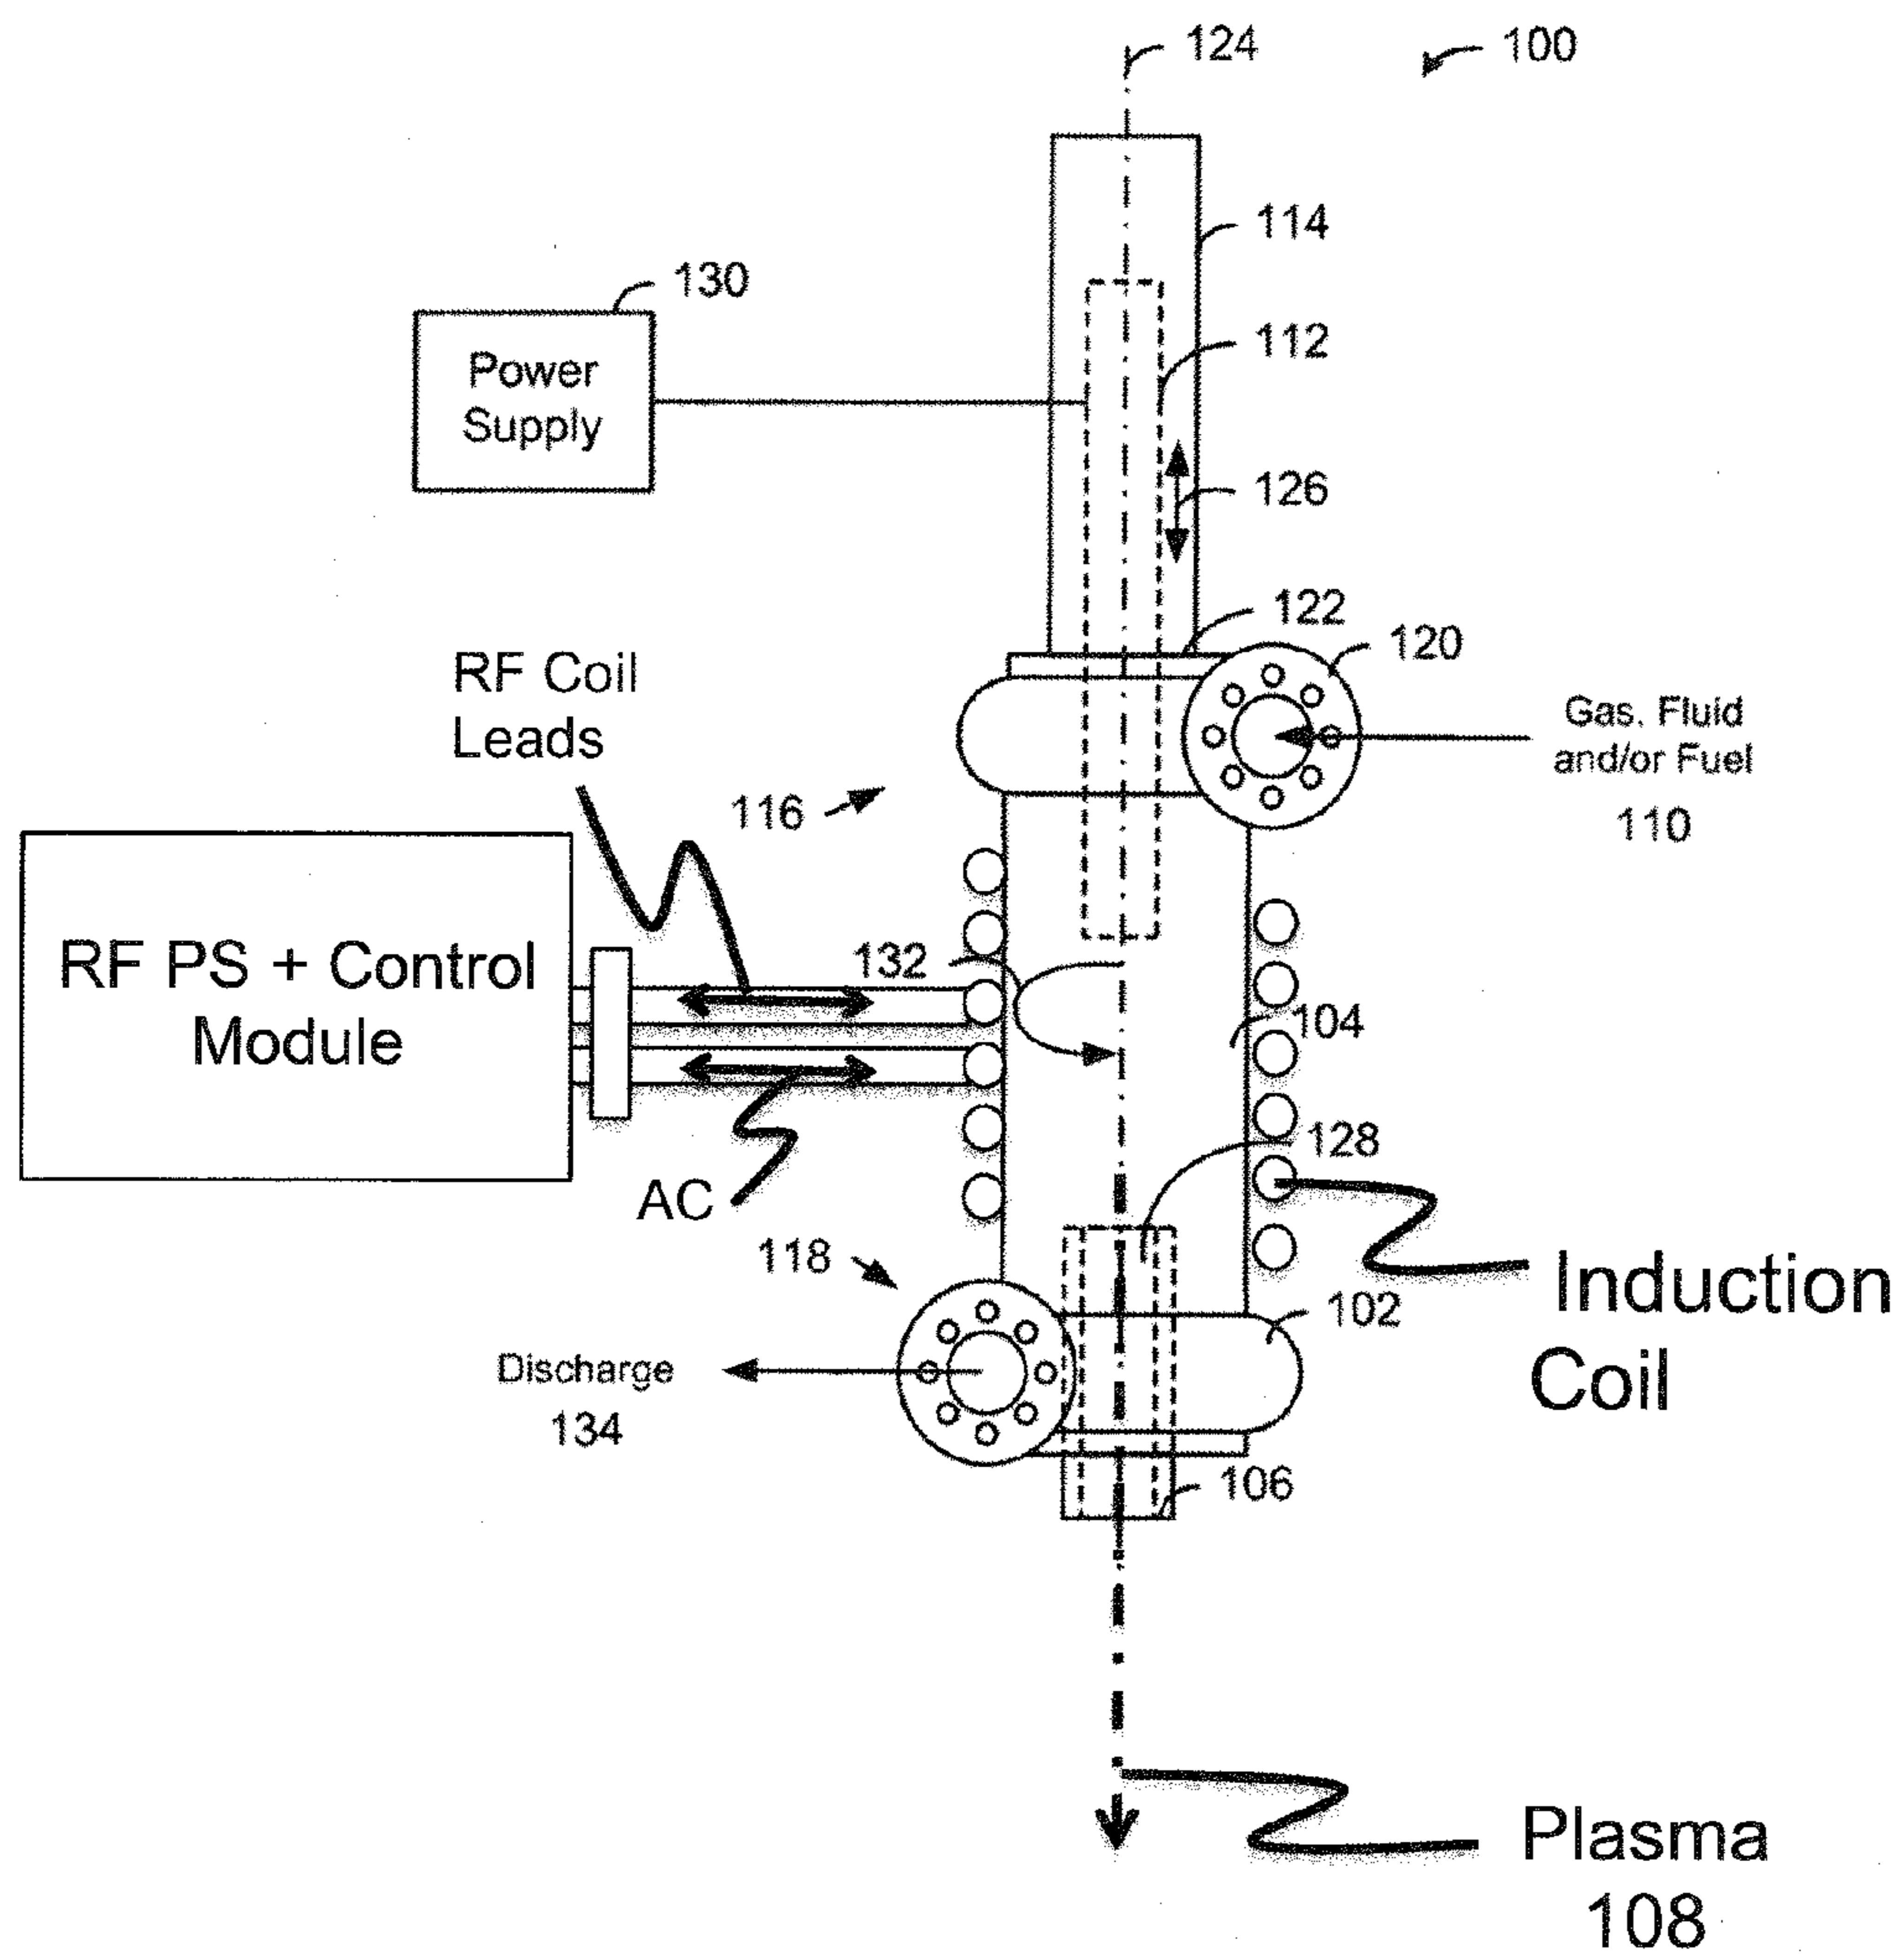 124
100
114
130
Power
Supply
112
126
122
120
RF Coil
Leads
Gas, Fluid
and/or Fuel
110
116
RF PS + Control
Module
132
104
128
AC
118
Induction
Coil
102
Discharge
134
106
Plasma
108